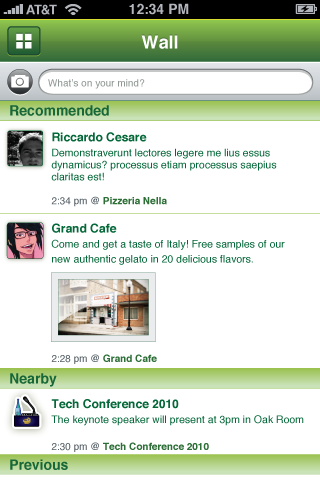 AT&T 12:34 PM
Wall
What's on your mind?
Recommended
Riccardo Cesare
Demonstraverunt lectores legere me lius essus
dynamicus? processus etiam processus saepius
claritas est!
2:34 pm @ Pizzeria Nella
Grand Cafe
Come and get a taste of Italy! Free samples of our
new authentic gelato in 20 delicious flavors.
2:28 pm @ Grand Cafe
Nearby
Tech Conference 2010
The keynote speaker will present at 3pm in Oak Room
2:30 pm @ Tech Conference 2010
Previous